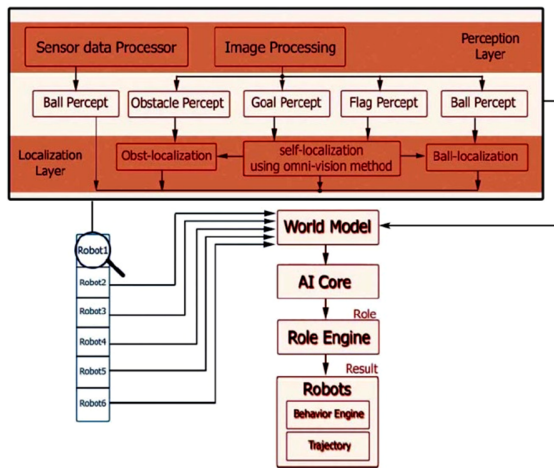 Sensor data Processor
Image Processing
Perception
Layer
Ball Percept
Obstacle Percept
Goal Percept
Flag Percept
Ball Percept
Localization
Layer
Obst-localization
self-localization
using omni-vision method
Ball-localization
Robot1
Robot2
Robot3
Robot4
Robot5
Robot6
World Model
AI Core
Role
Role Engine
Result
Robots
Behavior Engine
Trajectory